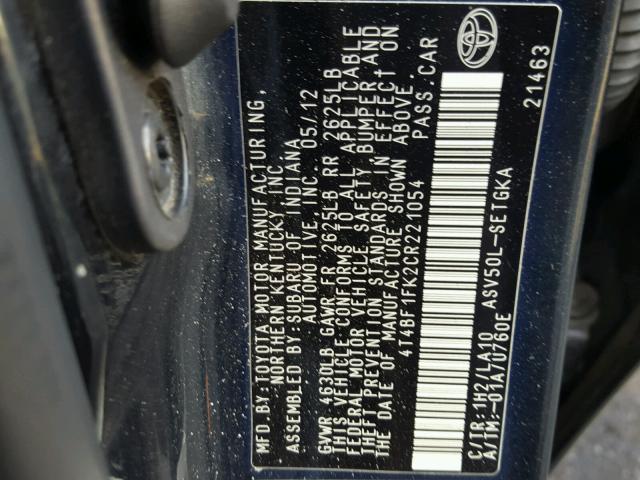 MFD. BY:TOYOTA MOTOR MANUFACTURING,
NORTHERN KENTUCKY, INC.
ASSEMBLED BY:SUBARU OF INDIANA
AUTOMOTIVE, INC. 05/12
GVWR 4630LB GAWR FR 2625LB RR 2625LB
THIS VEHICLE CONFORMS TO ALL APPLICABLE
FEDERAL MOTOR VEHICLE SAFETY, BUMPER, AND
THEFT PREVENTION STANDARDS IN EFFECT ON
THE DATE OF MANUFACTURE SHOWN ABOVE.
4T4BF1FK2CR221054 PASS. CAR
C/TR:1H2/LA10 ASV50L-SETGKA
A/TM:-01A/U760E
21463